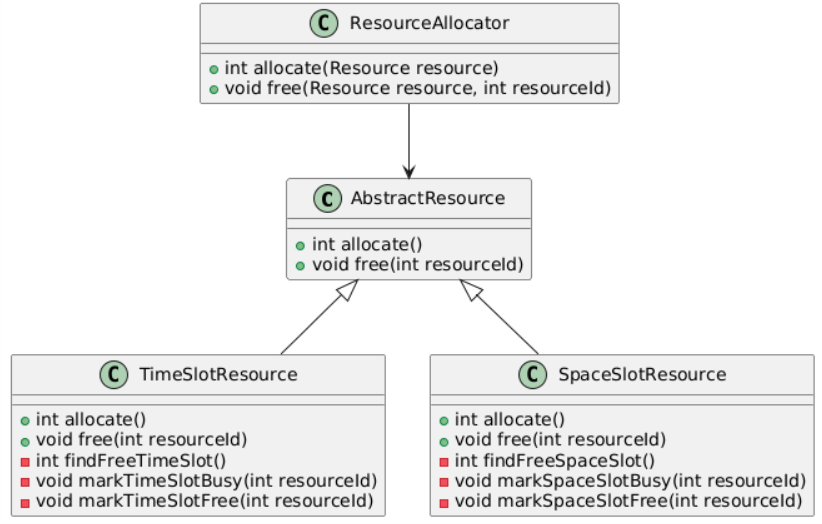 C ResourceAllocator
int allocate(Resource resource)
void free(Resource resource, int resourceId)
C AbstractResource
int allocate()
void free(int resourceId)
C TimeSlotResource
int allocate()
void free(int resourceId)
int findFreeTimeSlot()
void markTimeSlotBusy(int resourceId)
void markTimeSlotFree(int resourceId)
C SpaceSlotResource
int allocate()
void free(int resourceId)
int findFreeSpaceSlot()
void markSpaceSlotBusy(int resourceId)
void markSpaceSlotFree(int resourceId)